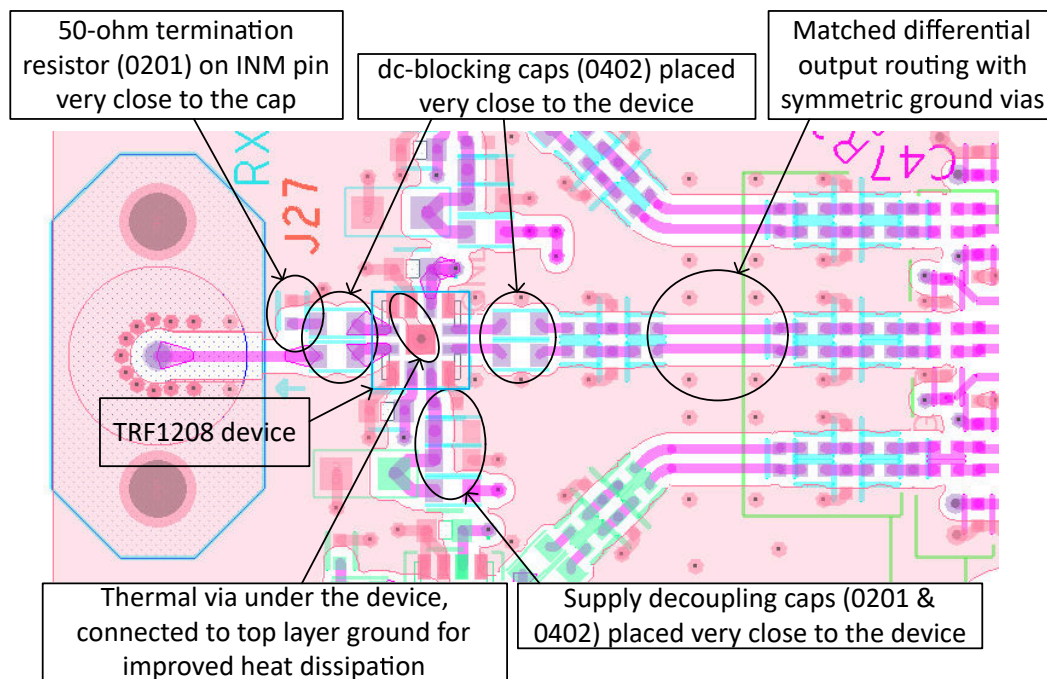 50-ohm termination
resistor (0201) on INM pin
very close to the cap
dc-blocking caps (0402) placed
very close to the device
Matched differential
output routing with
symmetric ground vias
RX
J27
C47
TRF1208 device
Thermal via under the device,
connected to top layer ground for
improved heat dissipation
Supply decoupling caps (0201 &
0402) placed very close to the device